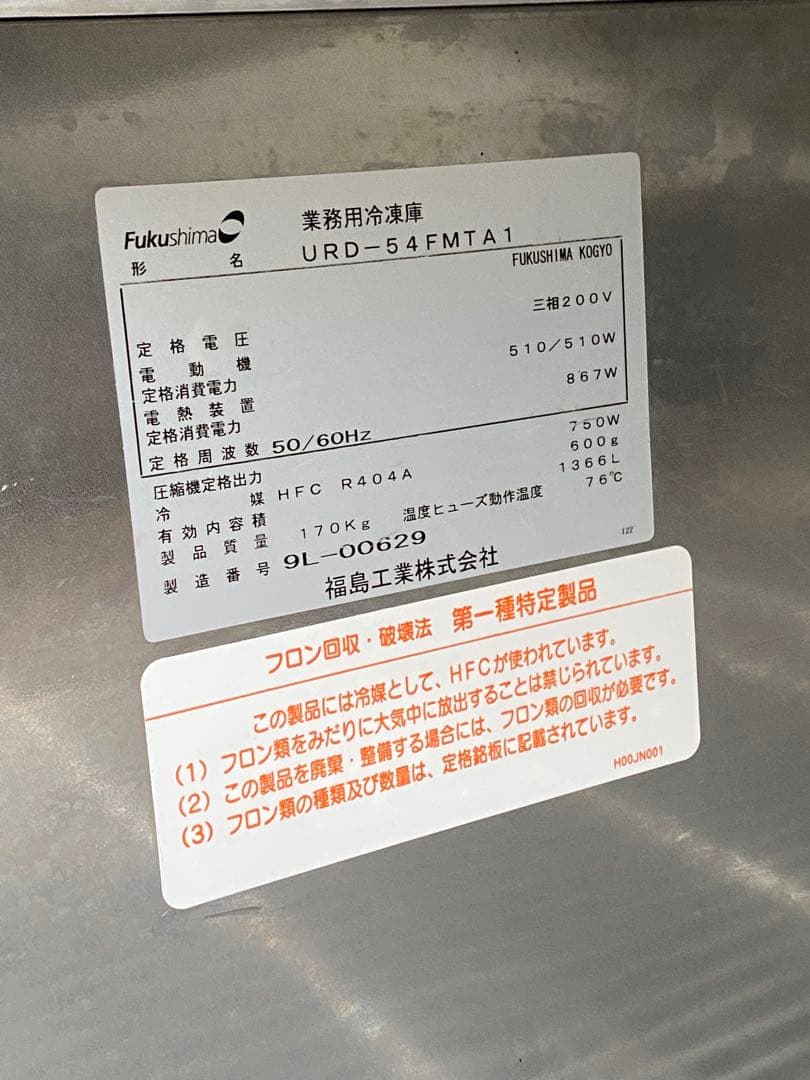 Fukushima
業務用冷凍庫
形名 URD-54FMTA1
FUKUSHIMA KOGYO
定格電圧 三相200V
電動機
定格消費電力 510/510W
電熱装置
定格消費電力 867W
定格周波数 50/60Hz
圧縮機定格出力 750W
冷媒 HFC R404A 600g
有効内容積 1366L
製品質量 170Kg 温度ヒューズ動作温度 76℃
製造番号 9L-00629
福島工業株式会社
122
フロン回収・破壊法 第一種特定製品
この製品には冷媒として、HFCが使われています。
(1) フロン類をみだりに大気中に放出することは禁じられています。
(2) この製品を廃棄・整備する場合には、フロン類の回収が必要です。
(3) フロン類の種類及び数量は、定格銘板に記載されています。
H00JN001